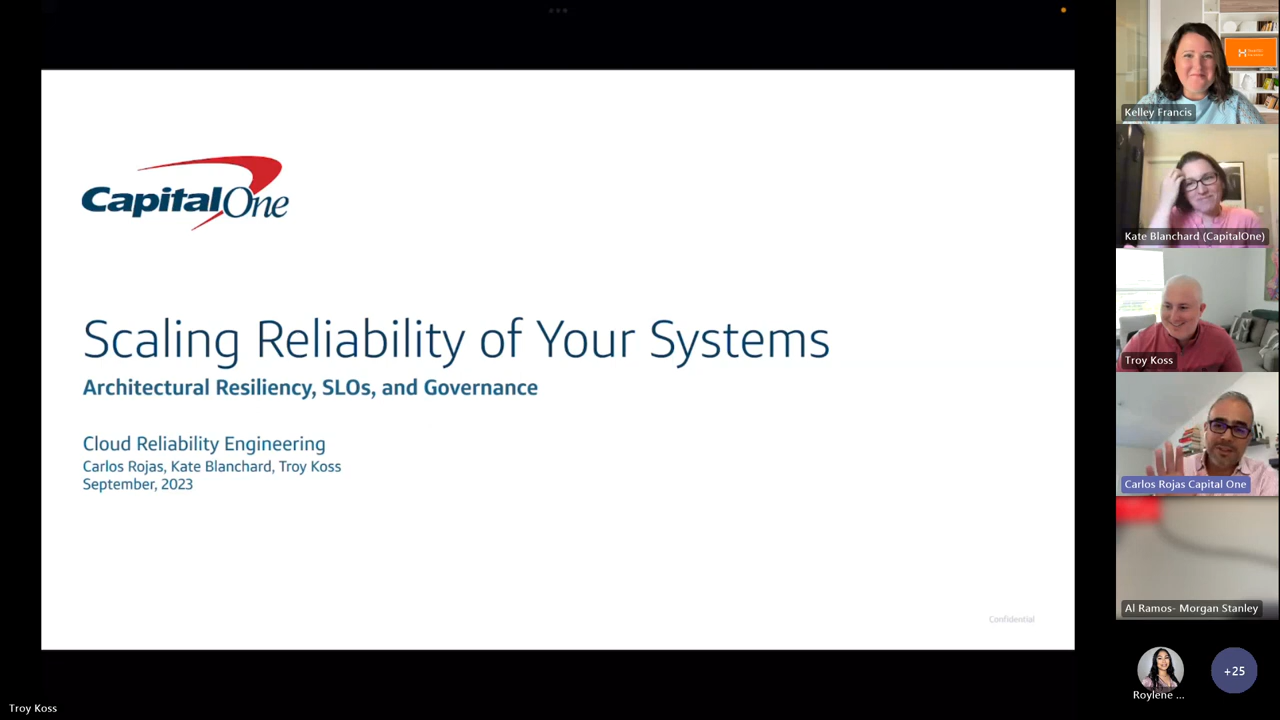 CapitalOne
Scaling Reliability of Your Systems
Architectural Resiliency, SLOs, and Governance
Cloud Reliability Engineering
Carlos Rojas, Kate Blanchard, Troy Koss
September, 2023
Confidential
Kelley Francis
Kate Blanchard (CapitalOne)
Troy Koss
Carlos Rojas Capital One
Al Ramos- Morgan Stanley
Roylene ...
+25
Troy Koss